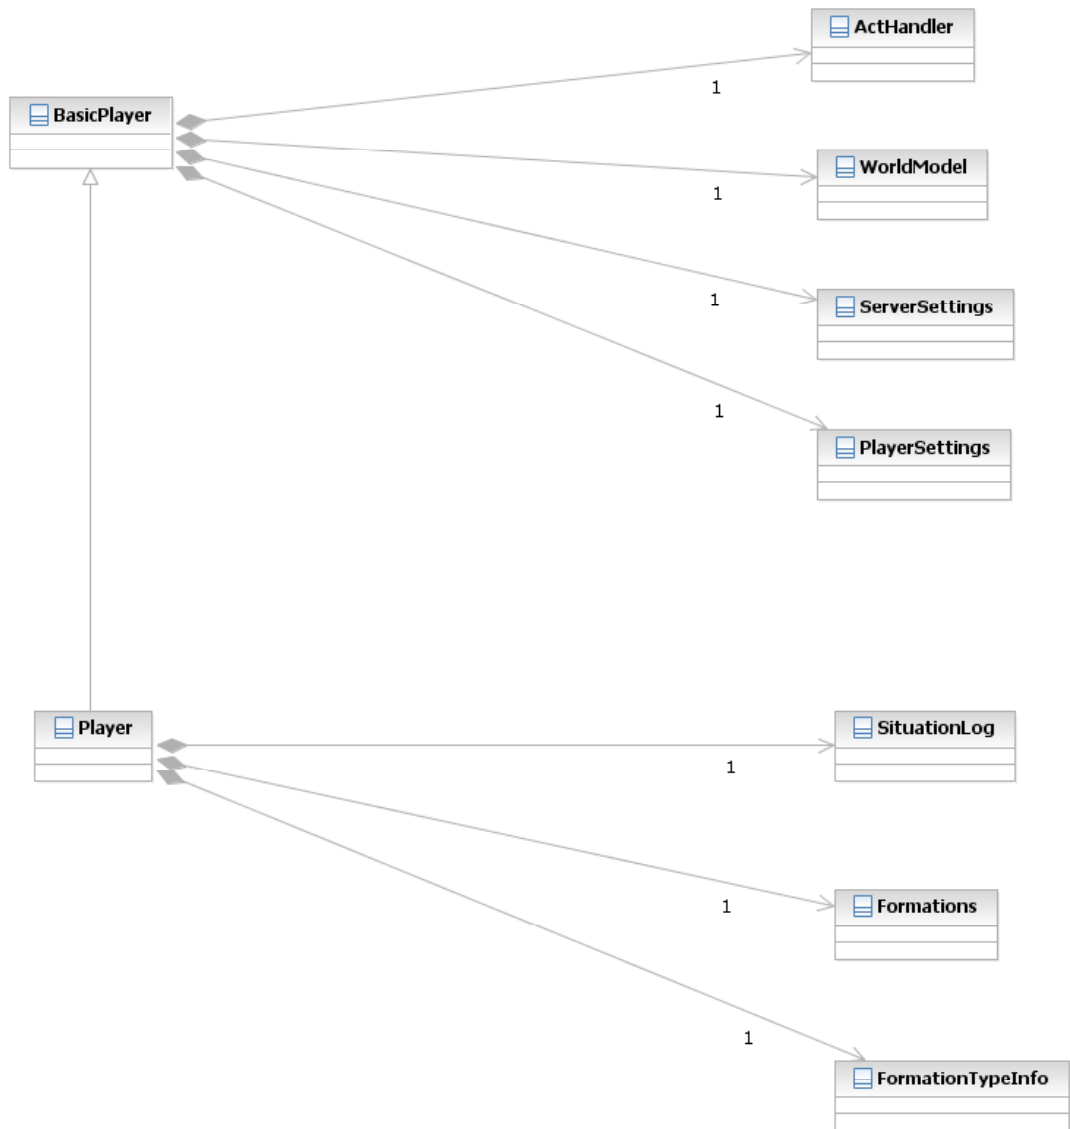 ActHandler
1
BasicPlayer
WorldModel
1
ServerSettings
1
PlayerSettings
1
Player
SituationLog
1
Formations
1
FormationTypeInfo
1